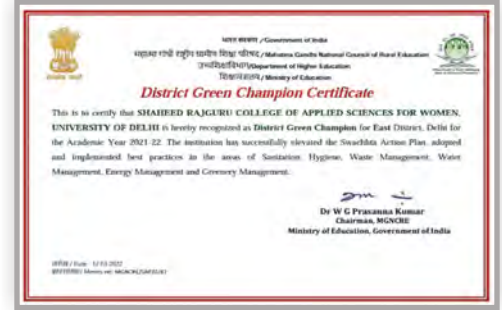 भारत सरकार / Government of India
महात्मा गांधी राष्ट्रीय ग्रामीण शिक्षा परिषद / Mahatma Gandhi National Council of Rural Education
उच्च शिक्षा विभाग/Department of Higher Education
शिक्षा मंत्रालय / Ministry of Education
District Green Champion Certificate
This is to certify that SHAHEED RAJGURU COLLEGE OF APPLIED SCIENCES FOR WOMEN,
UNIVERSITY OF DELHI is hereby recognized as District Green Champion for East District, Delhi for
the Academic Year 2021-22. The institution has successfully elevated the Swachhta Action Plan, adopted
and implemented best practices in the areas of Sanitation, Hygiene, Waste Management, Water
Management, Energy Management and Greenery Management.
Dr W G Prasanna Kumar
Chairman, MGNCRE
Ministry of Education, Government of India
/ Date